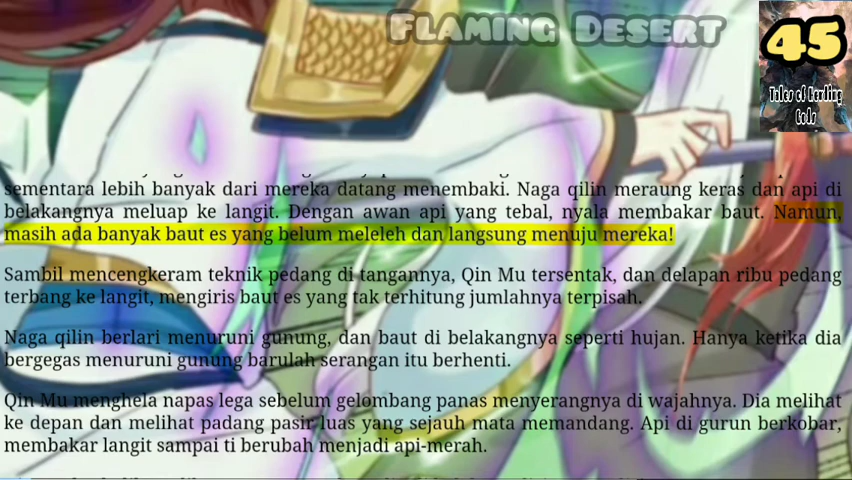 Flaming Desert
45
Tales of Herding
Gods
sementara lebih banyak dari mereka datang menembaki. Naga qilin meraung keras dan api di
belakangnya meluap ke langit. Dengan awan api yang tebal, nyala membakar baut. Namun,
masih ada banyak baut es yang belum meleleh dan langsung menuju mereka!
Sambil mencengkeram teknik pedang di tangannya, Qin Mu tersentak, dan delapan ribu pedang
terbang ke langit, mengiris baut es yang tak terhitung jumlahnya terpisah.
Naga qilin berlari menuruni gunung, dan baut di belakangnya seperti hujan. Hanya ketika dia
bergegas menuruni gunung barulah serangan itu berhenti.
Qin Mu menghela napas lega sebelum gelombang panas menyerangnya di wajahnya. Dia melihat
ke depan dan melihat padang pasir luas yang sejauh mata memandang. Api di gurun berkobar,
membakar langit sampai ti berubah menjadi api-merah.